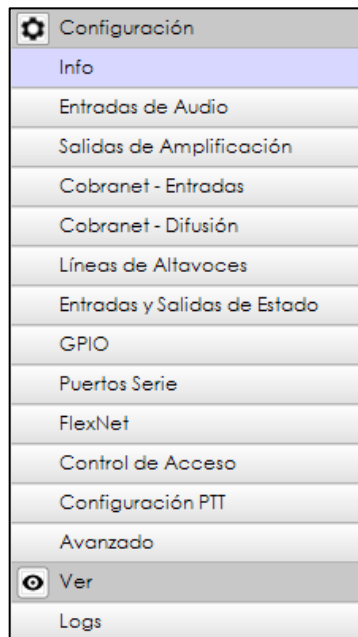 Configuración
Info
Entradas de Audio
Salidas de Amplificación
Cobranet - Entradas
Cobranet - Difusión
Líneas de Altavoces
Entradas y Salidas de Estado
GPIO
Puertos Serie
FlexNet
Control de Acceso
Configuración PTT
Avanzado
Ver
Logs